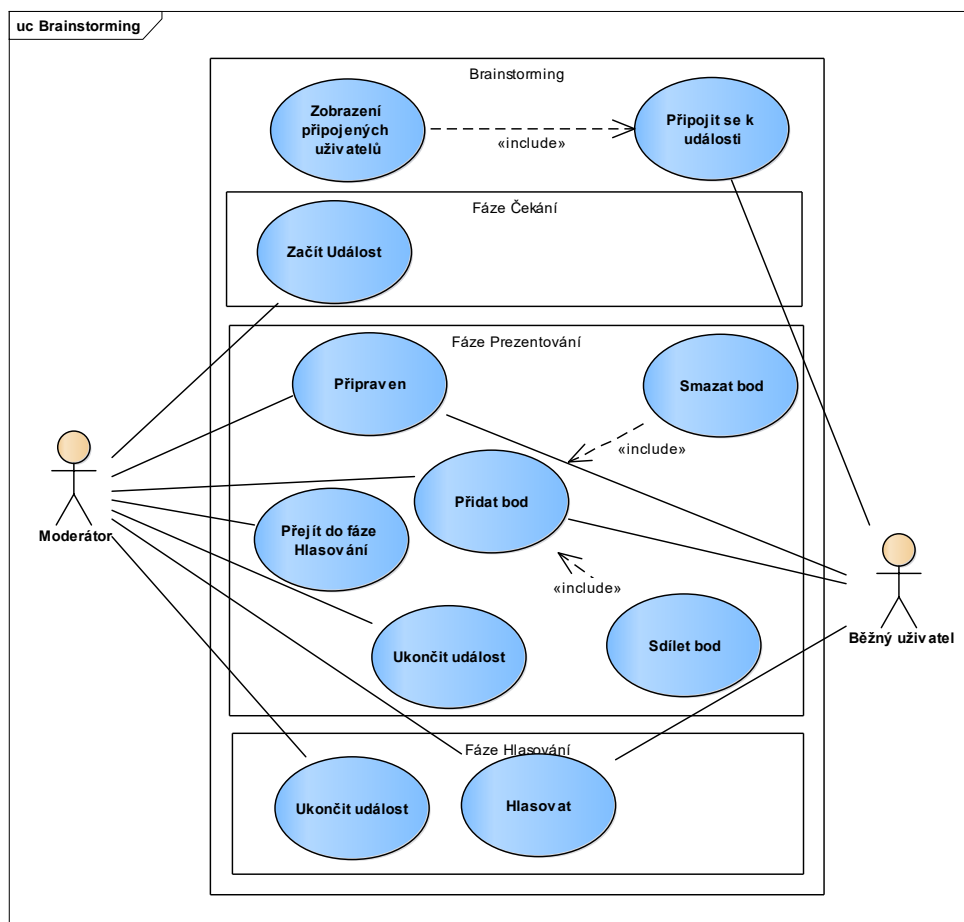 uc Brainstorming
Brainstorming
Zobrazení
připojených
uživatelů
«include»
Připojit se k
události
Fáze Čekání
Začít Událost
Fáze Prezentování
Připraven
Smazat bod
«include»
Přidat bod
Moderátor
Přejít do fáze
Hlasování
«include»
Běžný uživatel
Ukončit událost
Sdílet bod
Fáze Hlasování
Ukončit událost
Hlasovat